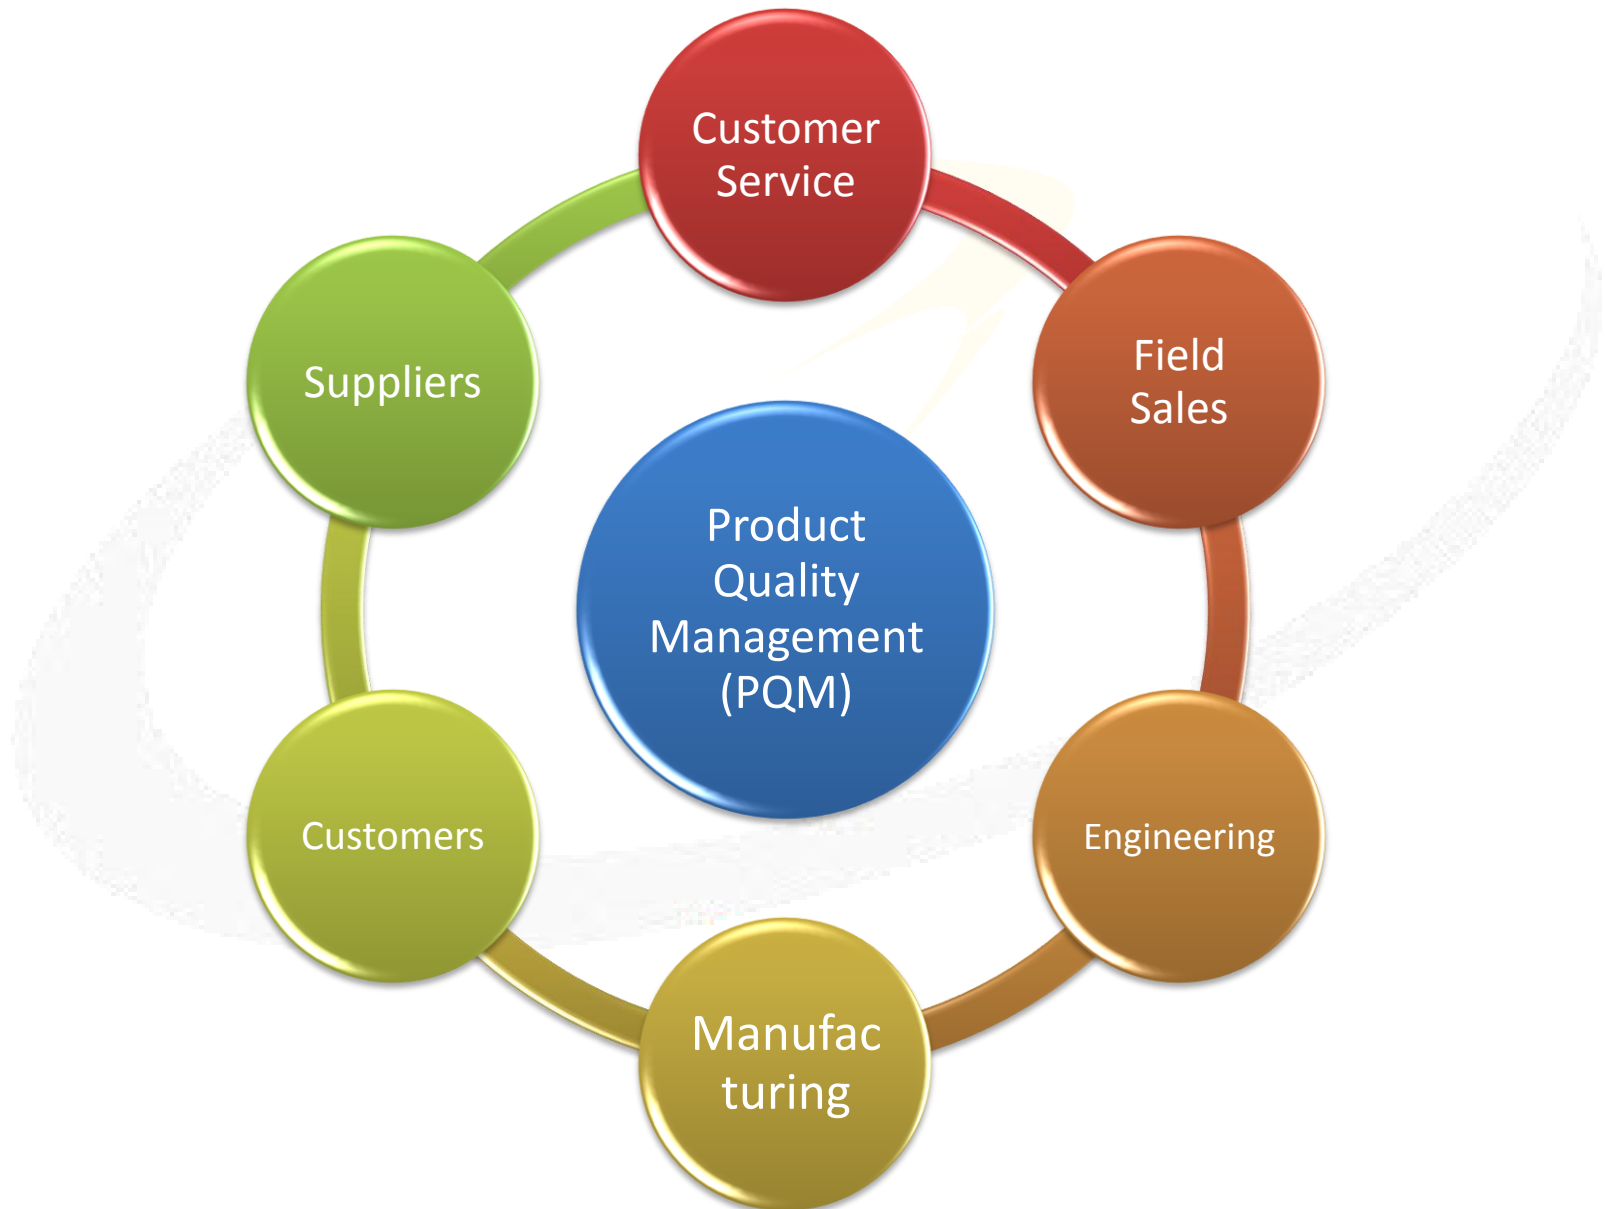 Customer
Service
Field
Sales
Suppliers
Product
Quality
Management
(PQM)
Customers
Engineering
Manufac
turing